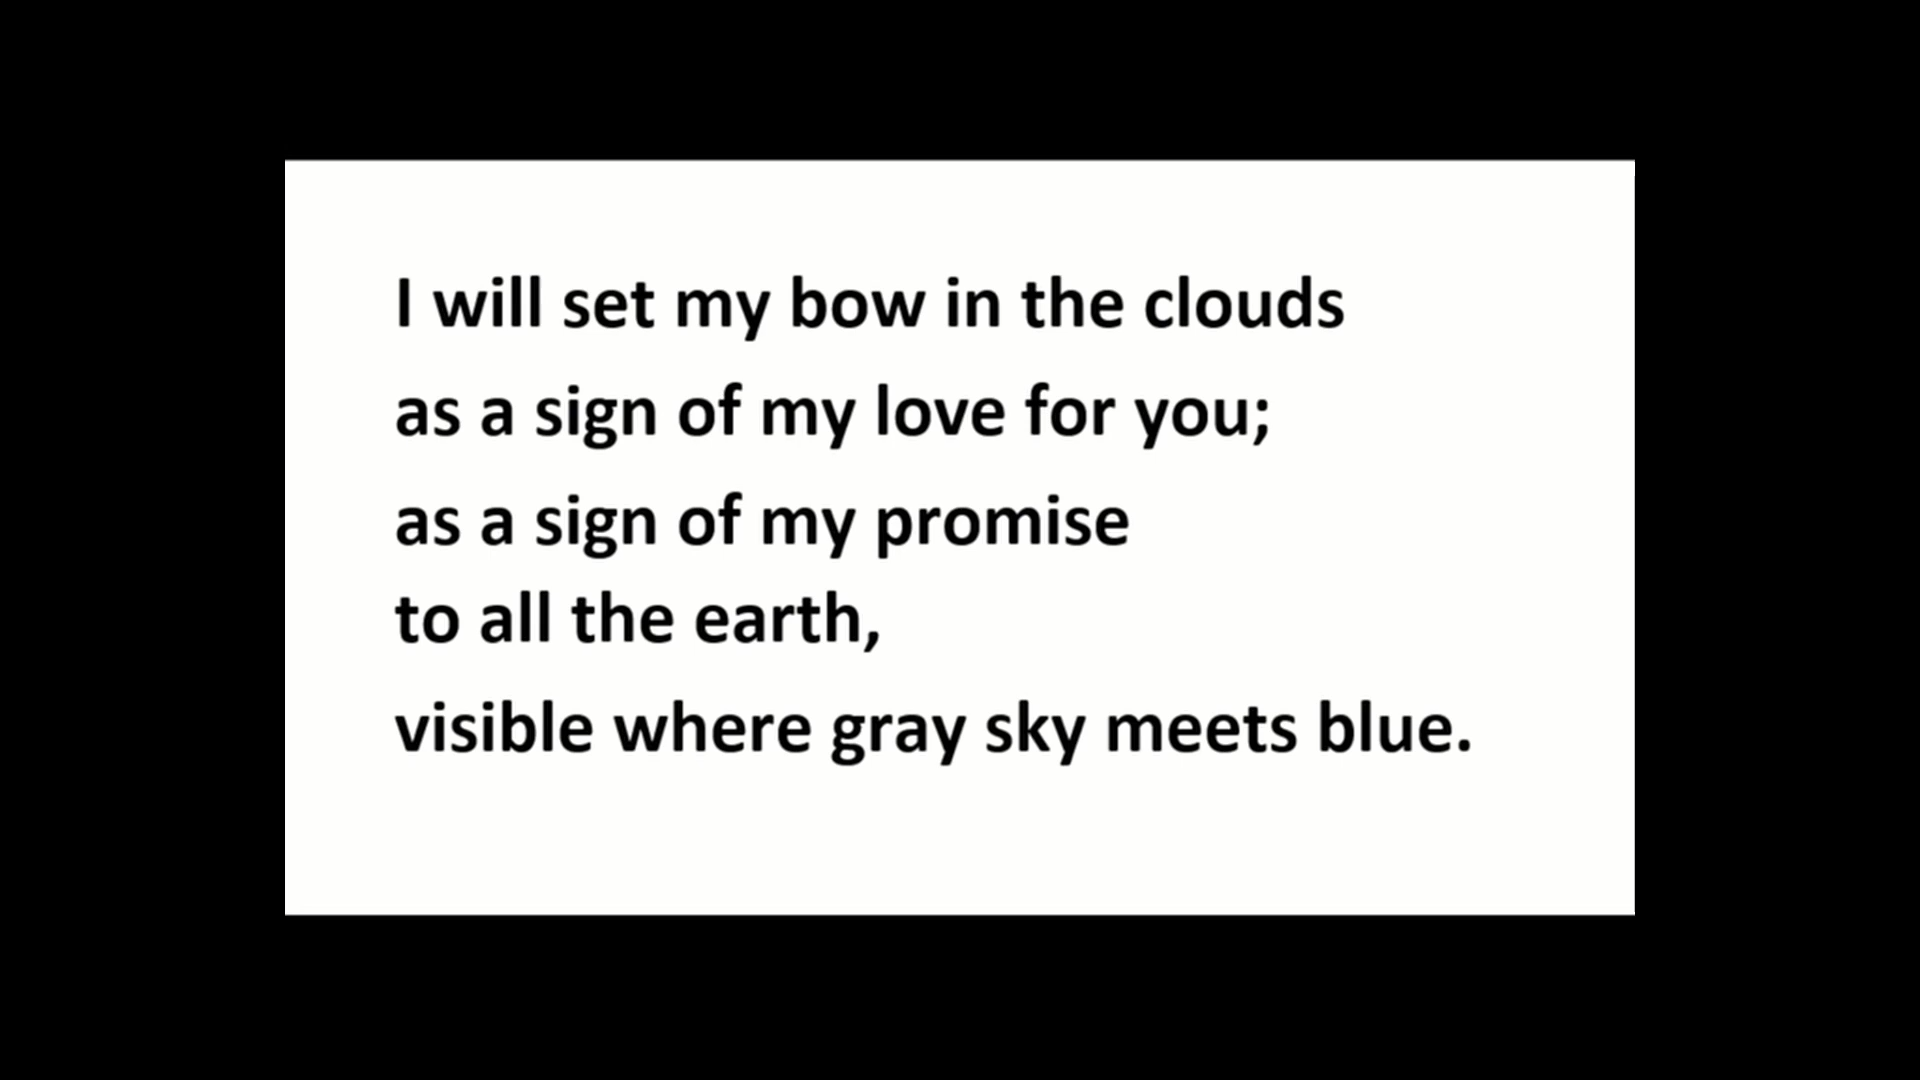 I will set my bow in the clouds
as a sign of my love for you;
as a sign of my promise
to all the earth,
visible where gray sky meets blue.